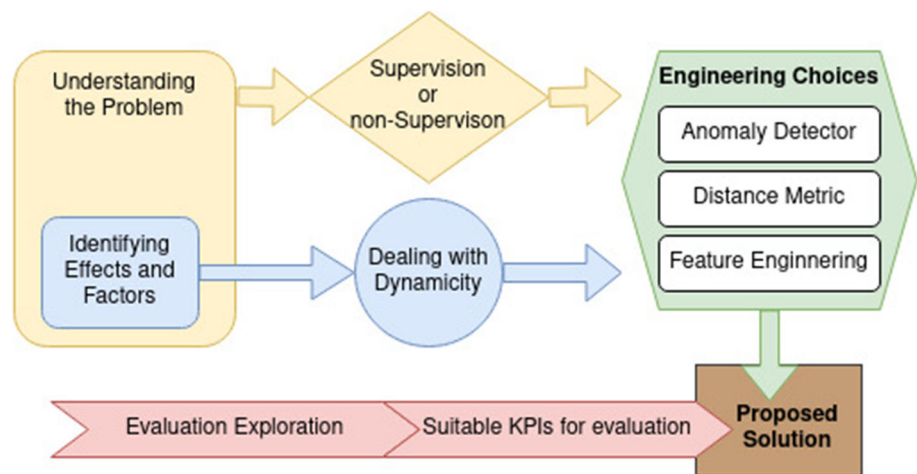 Understanding
the Problem
Supervision
or
non-Supervison
Engineering Choices
Anomaly Detector
Distance Metric
Feature Enginnering
Identifying
Effects and
Factors
Dealing with
Dynamicity
Evaluation Exploration
Suitable KPIs for evaluation
Proposed
Solution